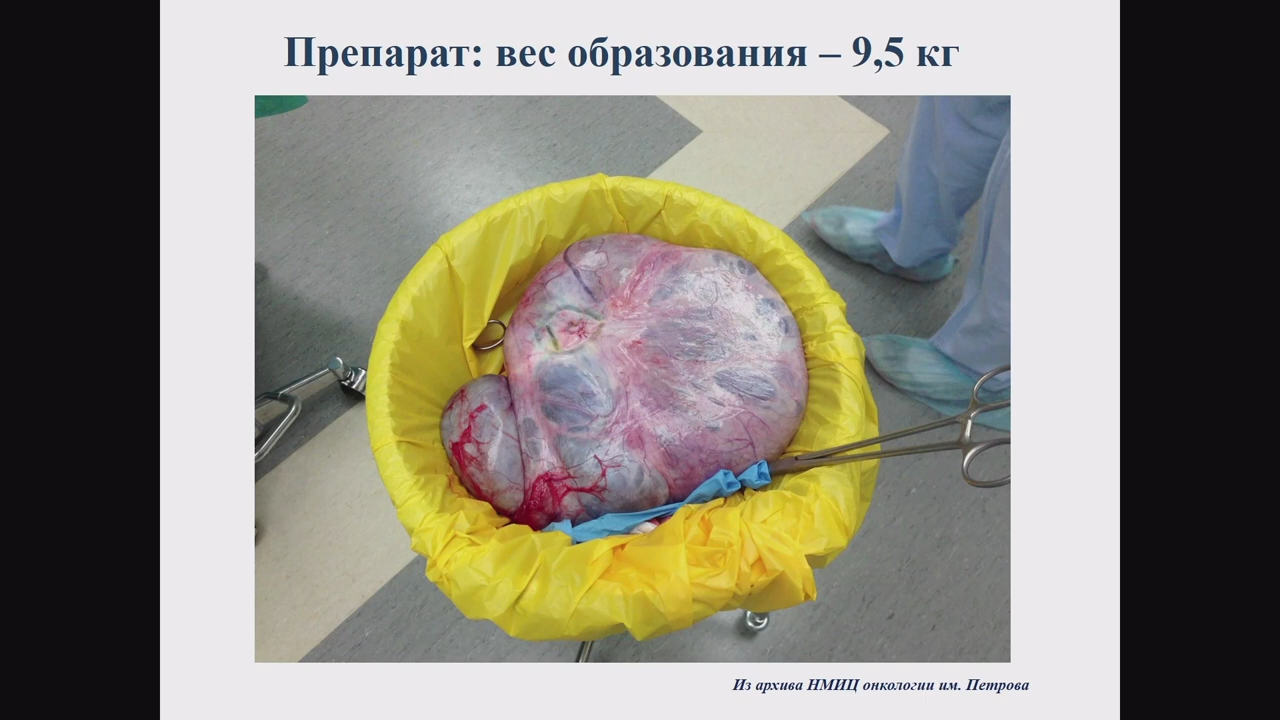 Препарат: вес образования – 9,5 кг
Из архива НМИЦ онкологии им. Петрова